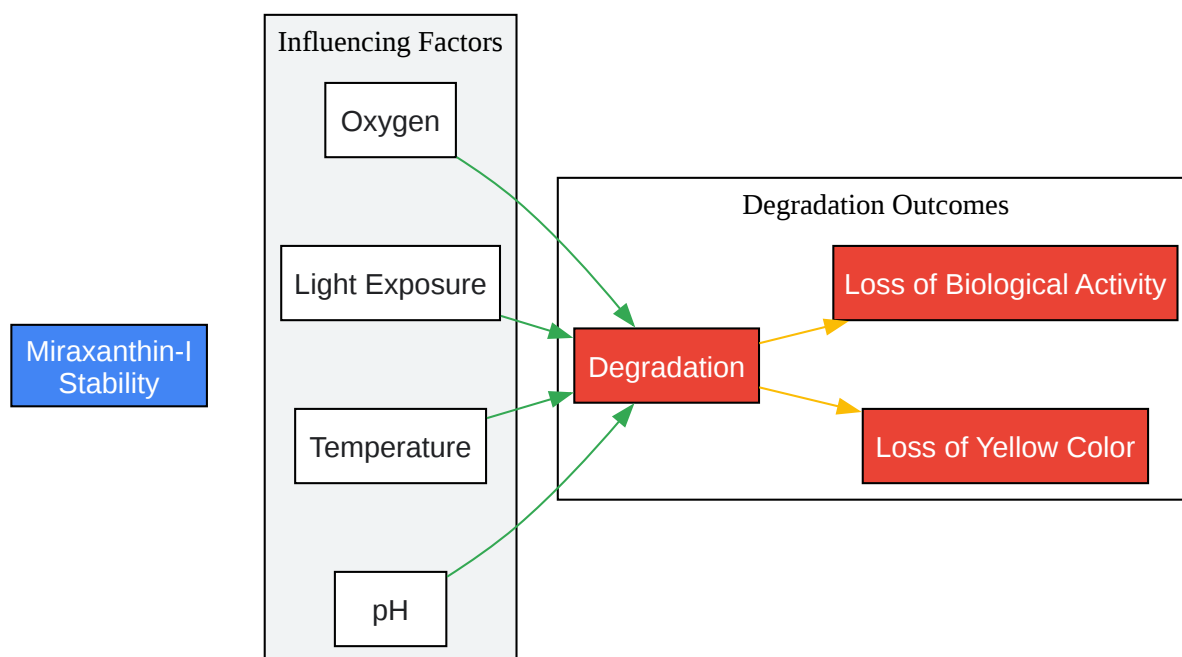 Miraxanthin-I
Stability
Influencing Factors
Oxygen
Light Exposure
Temperature
pH
Degradation Outcomes
Degradation
Loss of Biological Activity
Loss of Yellow Color